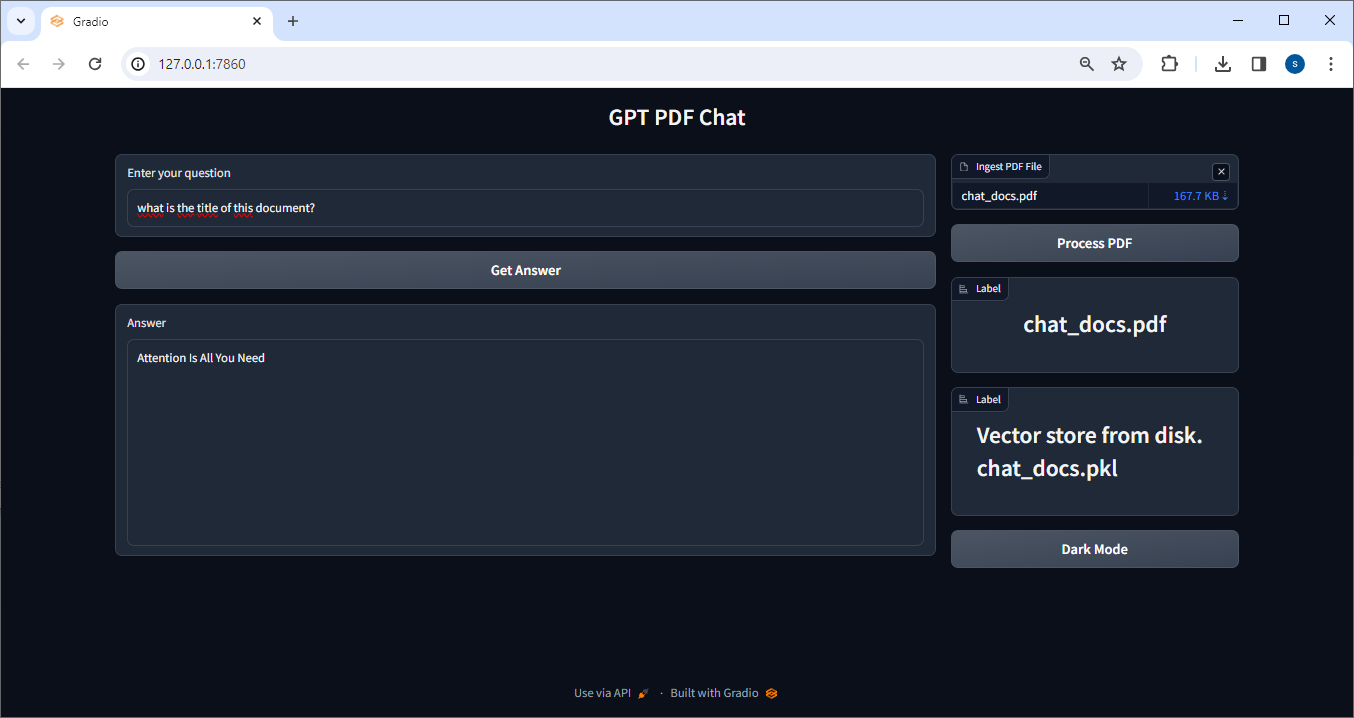 Gradio
127.0.0.1:7860
S
GPT PDF Chat
Enter your question
what is the title of this document?
Get Answer
Answer
Attention Is All You Need
Ingest PDF File
chat_docs.pdf 167.7 KB ⇣
Process PDF
Label
chat_docs.pdf
Label
Vector store from disk.
chat_docs.pkl
Dark Mode
Use via API · Built with Gradio